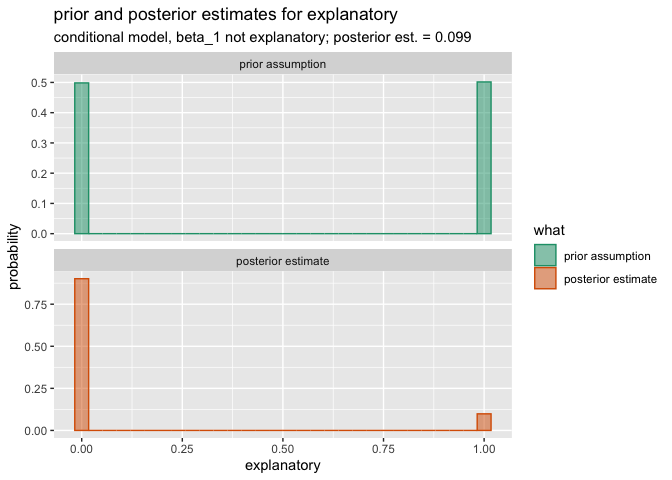 prior and posterior estimates for explanatory
conditional model, beta_1 not explanatory; posterior est. = 0.099
prior assumption
0.5
0.4
0.3
0.2
0.1
0.0
posterior estimate
0.75
0.50
0.25
0.00
0.00 0.25 0.50 0.75 1.00
explanatory
probability
what
prior assumption
posterior estimate